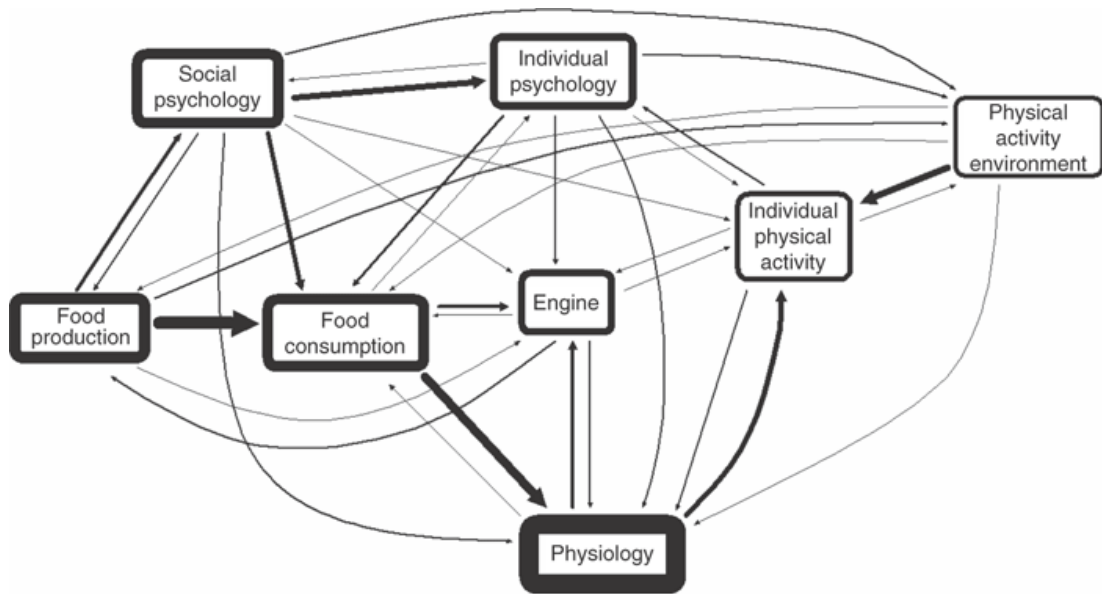 Social
psychology
Individual
psychology
Physical
activity
environment
Individual
physical
activity
Food
production
Food
consumption
Engine
Physiology